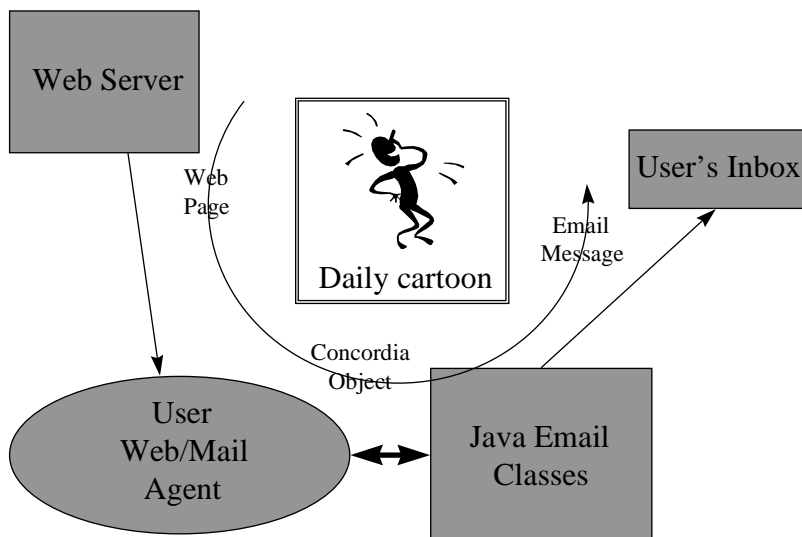 Web Server
Web
Page
Daily cartoon
User's Inbox
Email
Message
Concordia
Object
User
Web/Mail
Agent
Java Email
Classes